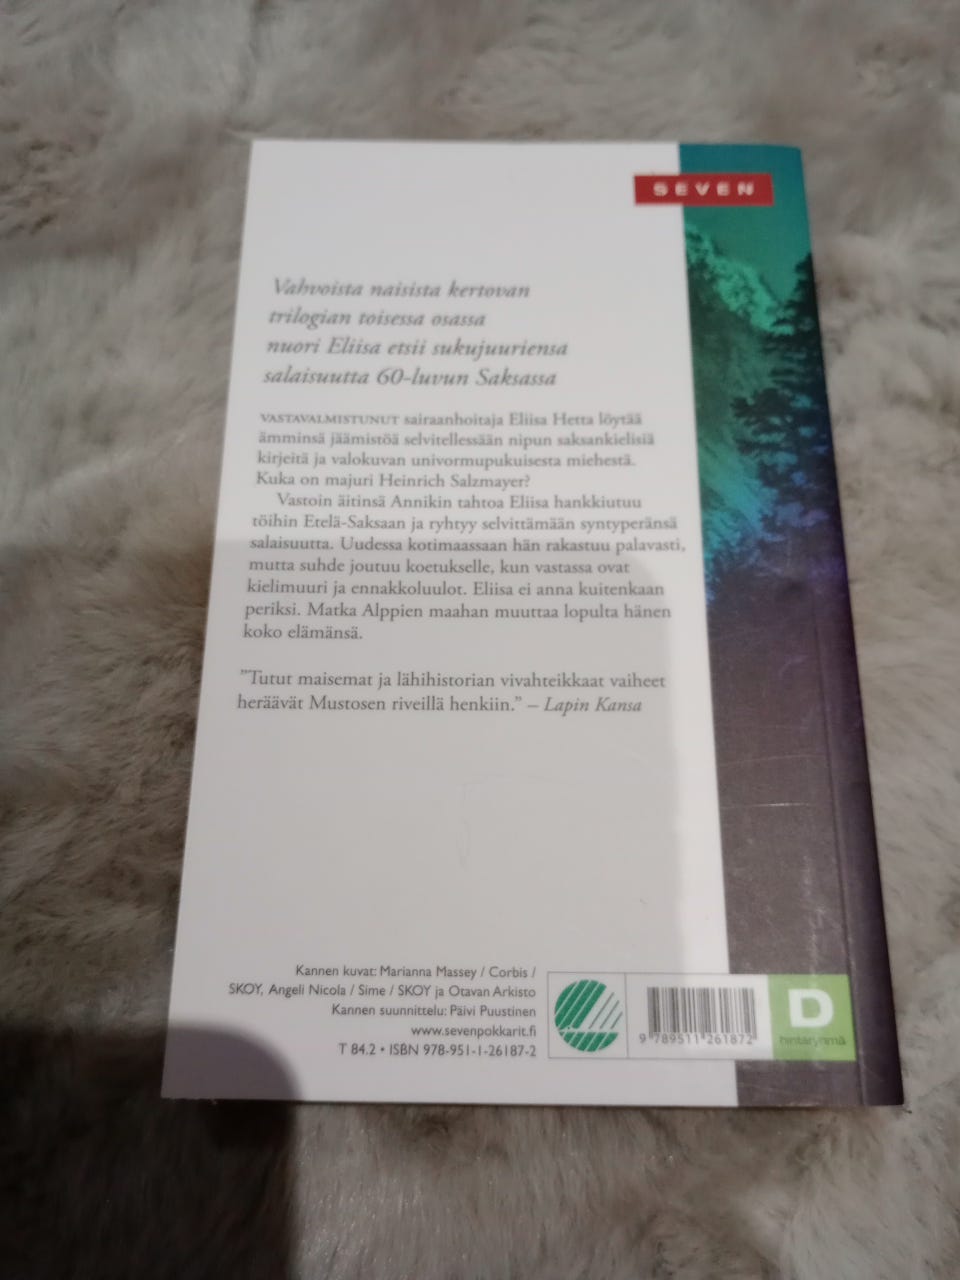 SEVEN
Vahvoista naisista kertovan
trilogian toisessa osassa
nuori Eliisa etsii sukujuuriensa
salaisuutta 60-luvun Saksassa
VASTAVALMISTUNUT sairaanhoitaja Eliisa Hetta löytää
ämminsä jäämistöä selvitellessään nipun saksankielisiä
kirjeitä ja valokuvan univormupukuisesta miehestä.
Kuka on majuri Heinrich Salzmayer?
Vastoin äitinsä Annikin tahtoa Eliisa hankkiutuu
töihin Etelä-Saksaan ja ryhtyy selvittämään syntyperänsä
salaisuutta. Uudessa kotimaassaan hän rakastuu palavasti,
mutta suhde joutuu koetukselle, kun vastassa ovat
kielimuuri ja ennakkoluulot. Eliisa ei anna kuitenkaan
periksi. Matka Alppien maahan muuttaa lopulta hänen
koko elämänsä.
”Tutut maisemat ja lähihistorian vivahteikkaat vaiheet
heräävät Mustosen riveillä henkiin.” – Lapin Kansa
Kannen kuvat: Marianna Massey / Corbis /
SKOY, Angeli Nicola / Sime / SKOY ja Otavan Arkisto
Kannen suunnittelu: Päivi Puustinen
www.sevenpokkarit.fi
T 84.2 • ISBN 978-951-1-26187-2
9 789511 261872
D
hintaryhmä